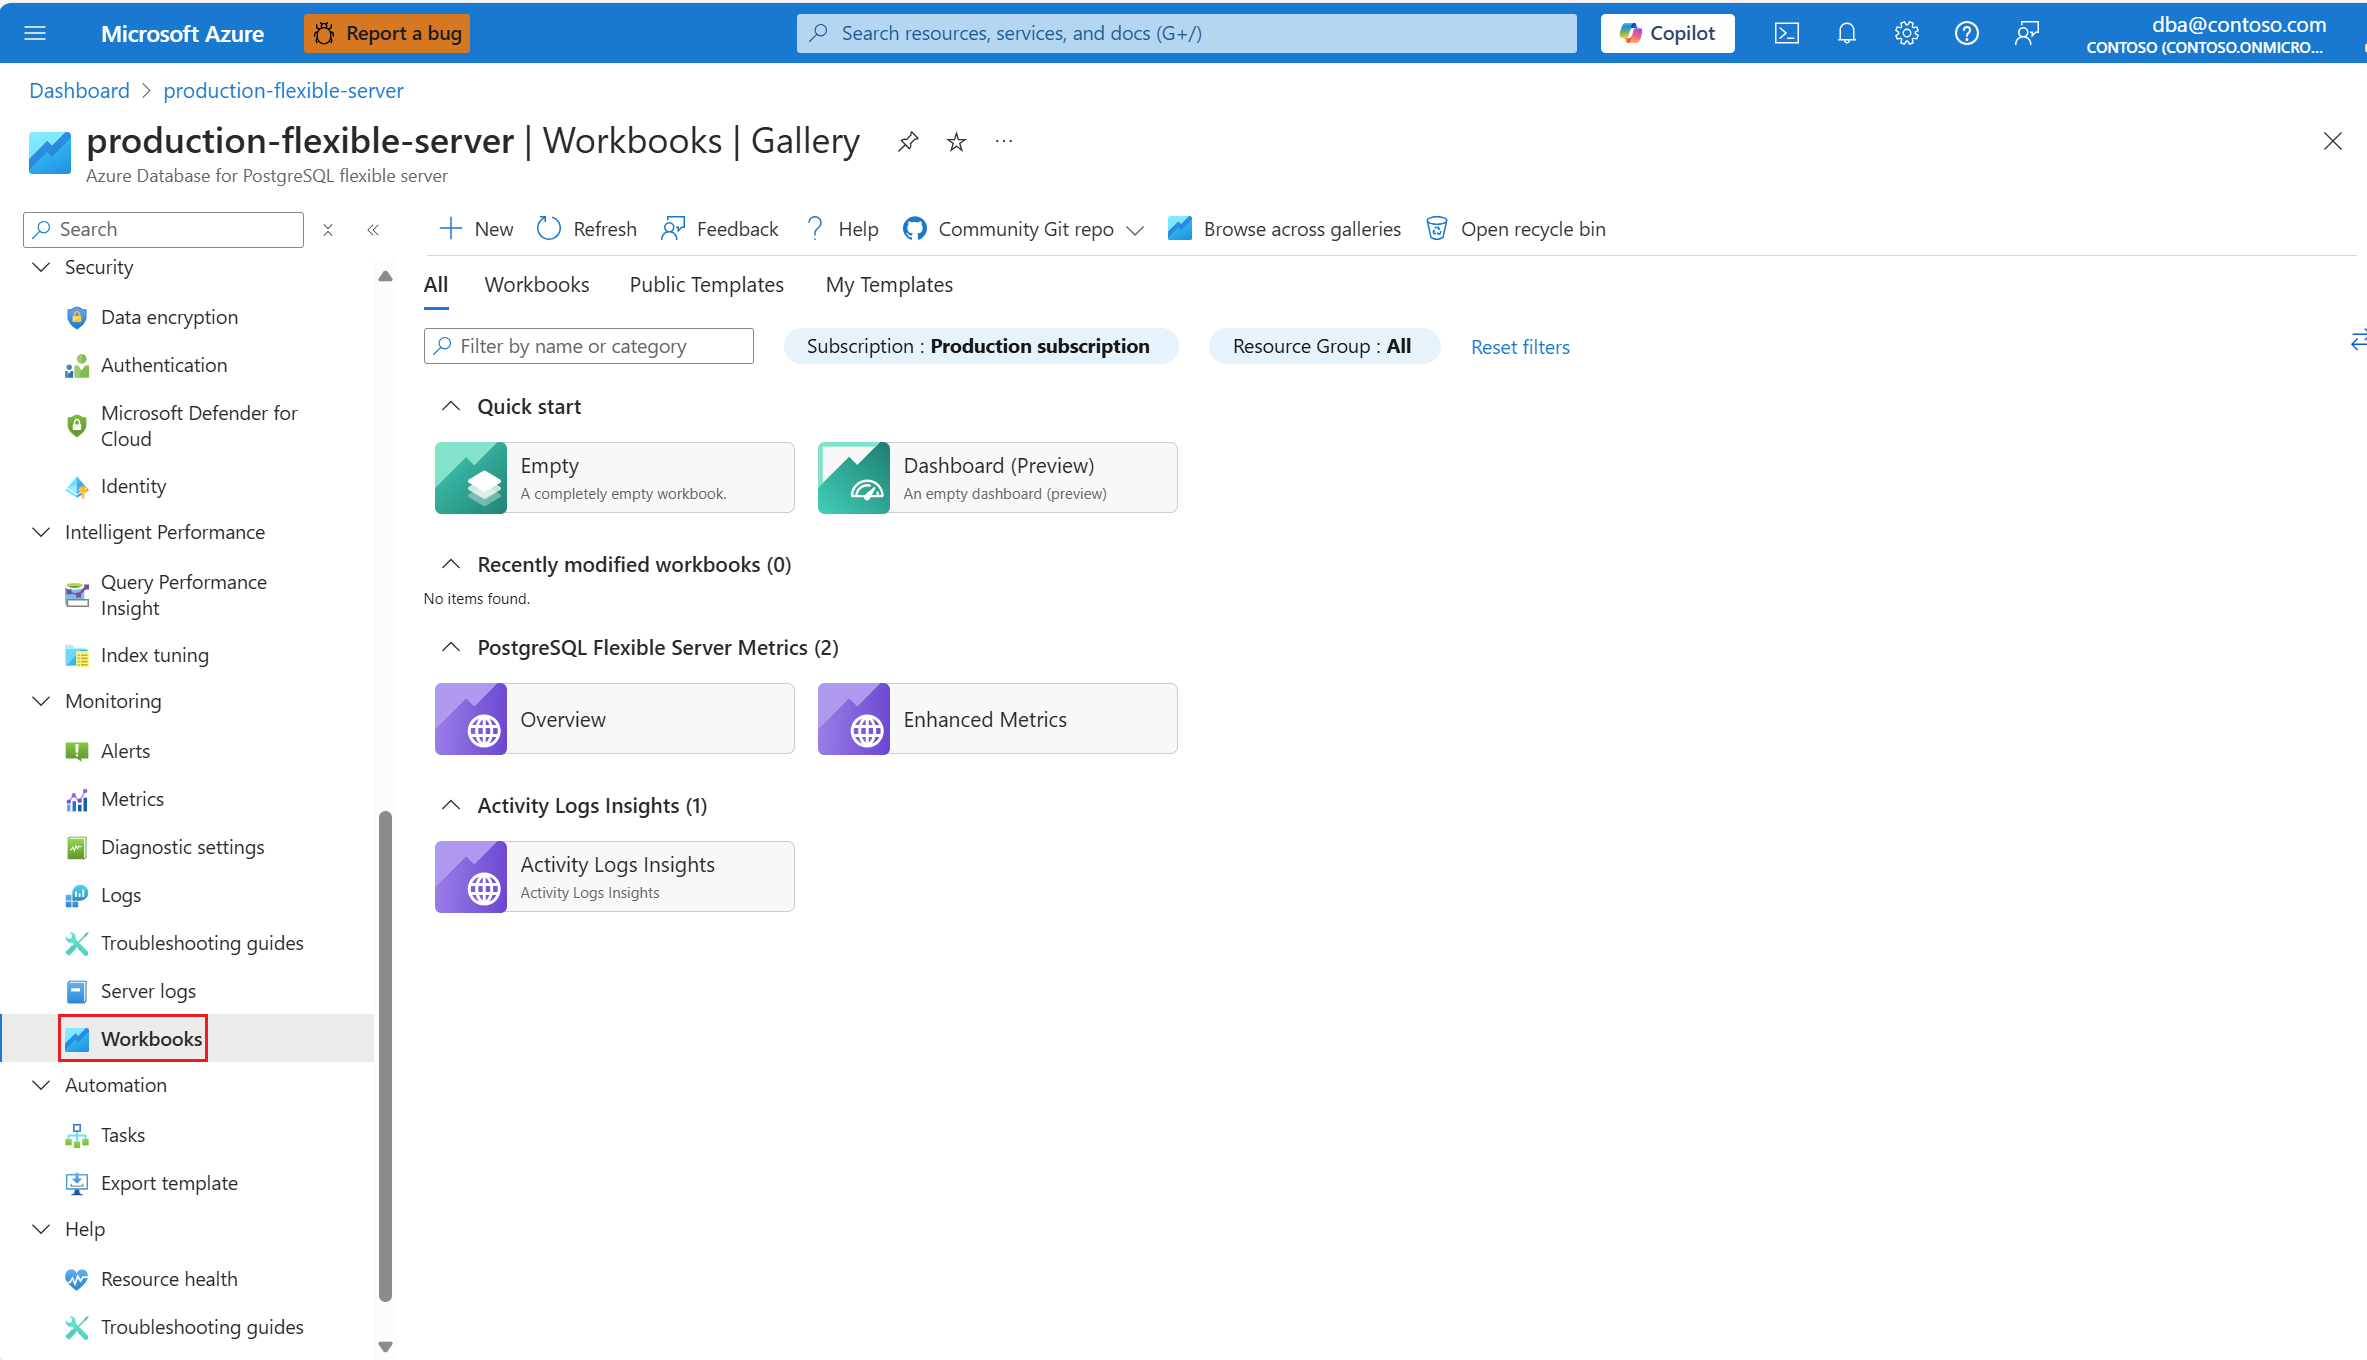 Microsoft Azure
Report a bug
Search resources, services, and docs (G+/)
Copilot
dba@contoso.com
CONTOSO (CONTOSO.ONMICRO...
Dashboard > production-flexible-server
production-flexible-server | Workbooks | Gallery
Azure Database for PostgreSQL flexible server
Search
New
Refresh
Feedback
Help
Community Git repo
Browse across galleries
Open recycle bin
Security
Data encryption
Authentication
Microsoft Defender for
Cloud
Identity
Intelligent Performance
Query Performance
Insight
Index tuning
Monitoring
Alerts
Metrics
Diagnostic settings
Logs
Troubleshooting guides
Server logs
Workbooks
Automation
Tasks
Export template
Help
Resource health
Troubleshooting guides
All
Workbooks
Public Templates
My Templates
Filter by name or category
Subscription : Production subscription
Resource Group : All
Reset filters
Quick start
Empty
A completely empty workbook.
Dashboard (Preview)
An empty dashboard (preview)
Recently modified workbooks (0)
No items found.
PostgreSQL Flexible Server Metrics (2)
Overview
Enhanced Metrics
Activity Logs Insights (1)
Activity Logs Insights
Activity Logs Insights